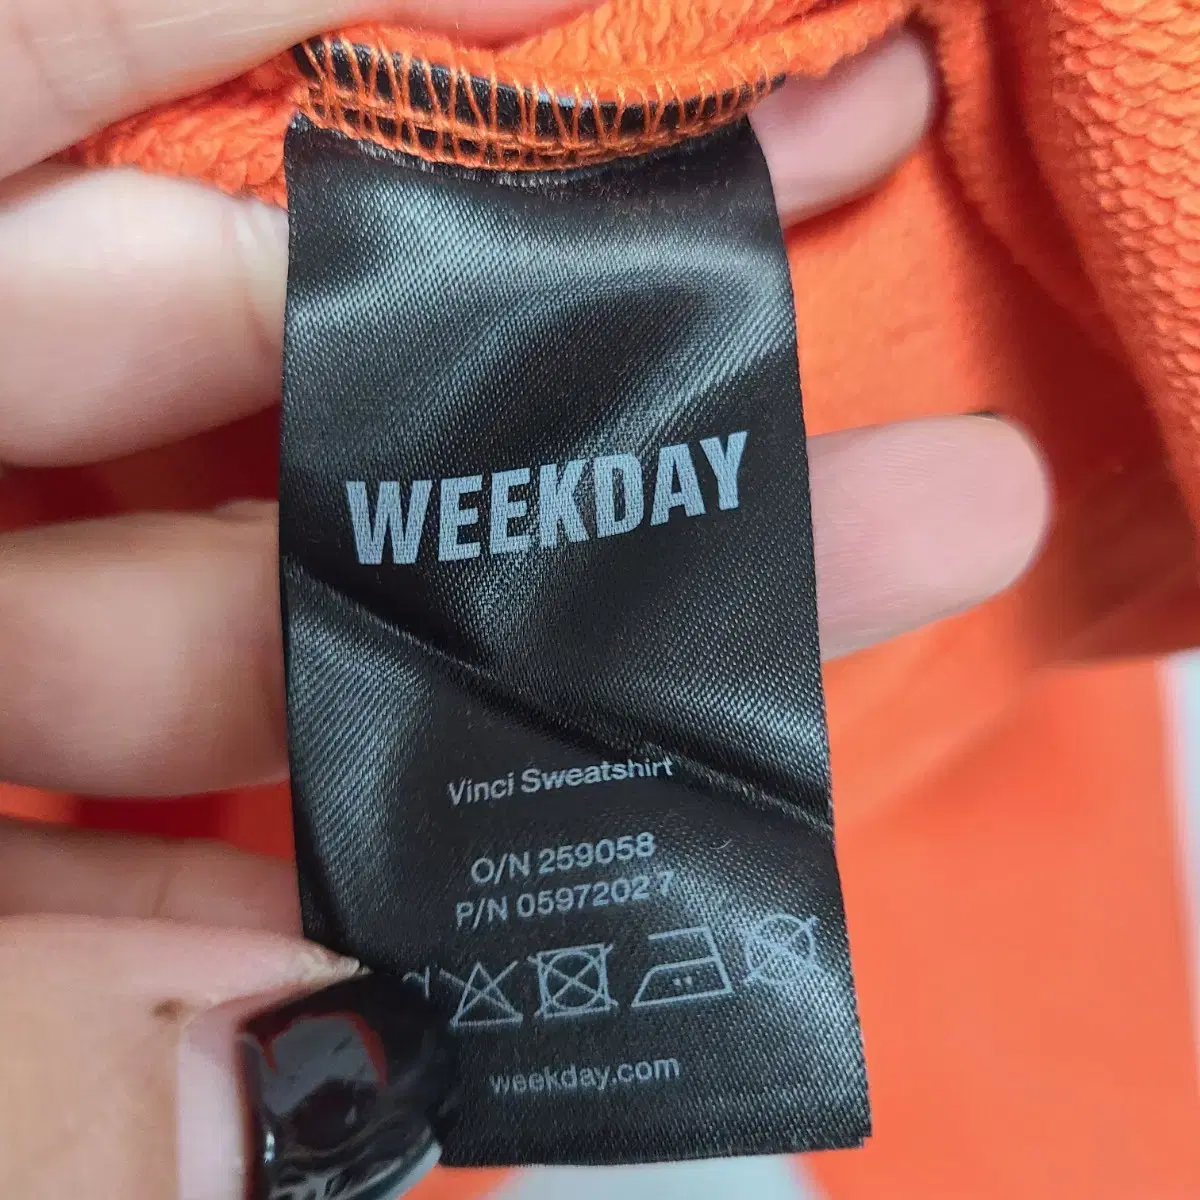 WEEKDAY
Vinci Sweatshirt
O/N 259058
P/N 0597202 7
weekday.com